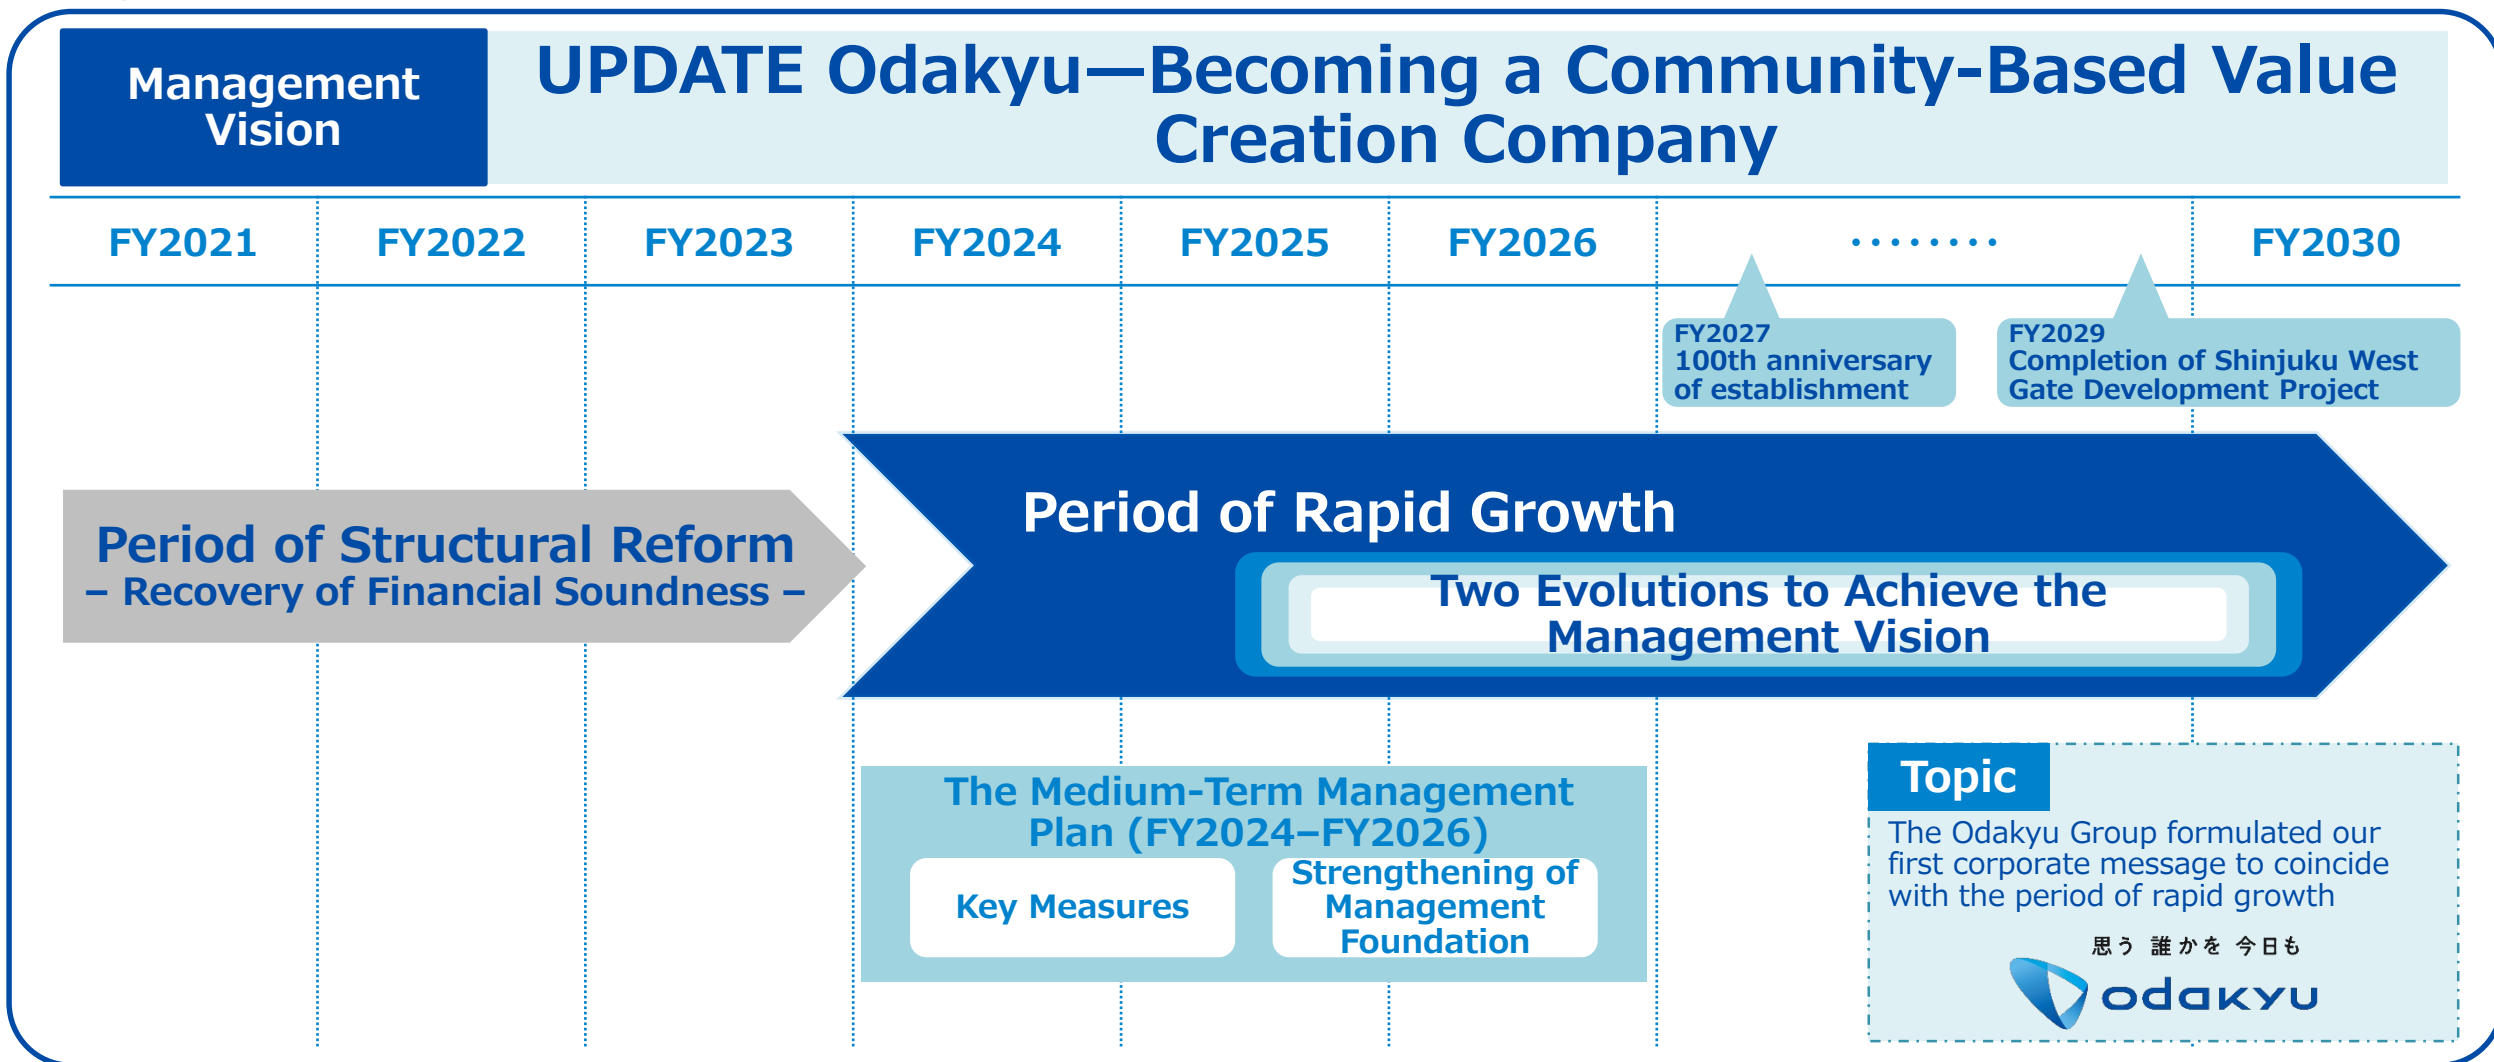 Management
Vision
UPDATE Odakyu—Becoming a Community-Based Value
Creation Company
FY2021
FY2022
FY2023
FY2024
FY2025
FY2026
‥‥‥‥
FY2030
FY2027
100th anniversary
of establishment
FY2029
Completion of Shinjuku West
Gate Development Project
Period of Structural Reform
– Recovery of Financial Soundness –
Period of Rapid Growth
Two Evolutions to Achieve the
Management Vision
The Medium-Term Management
Plan (FY2024–FY2026)
Key Measures
Strengthening of
Management
Foundation
Topic
The Odakyu Group formulated our
first corporate message to coincide
with the period of rapid growth
思う 誰かを 今日も
odakyu